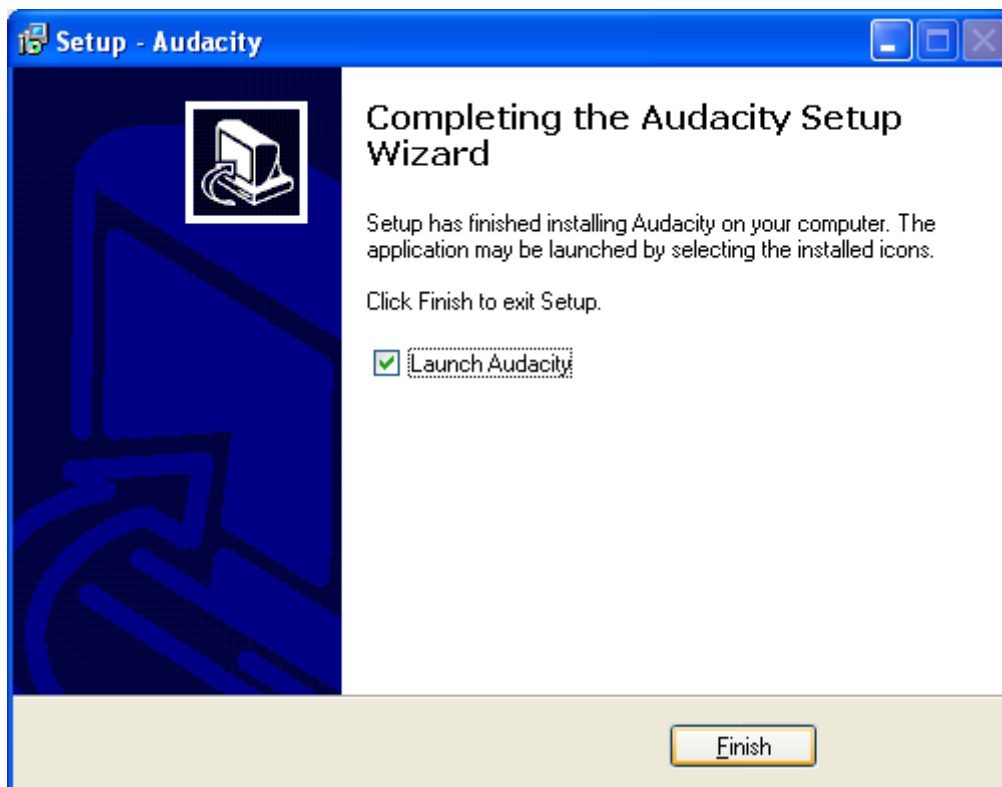 Setup - Audacity
Completing the Audacity Setup
Wizard
Setup has finished installing Audacity on your computer. The
application may be launched by selecting the installed icons.
Click Finish to exit Setup.
Launch Audacity
Finish